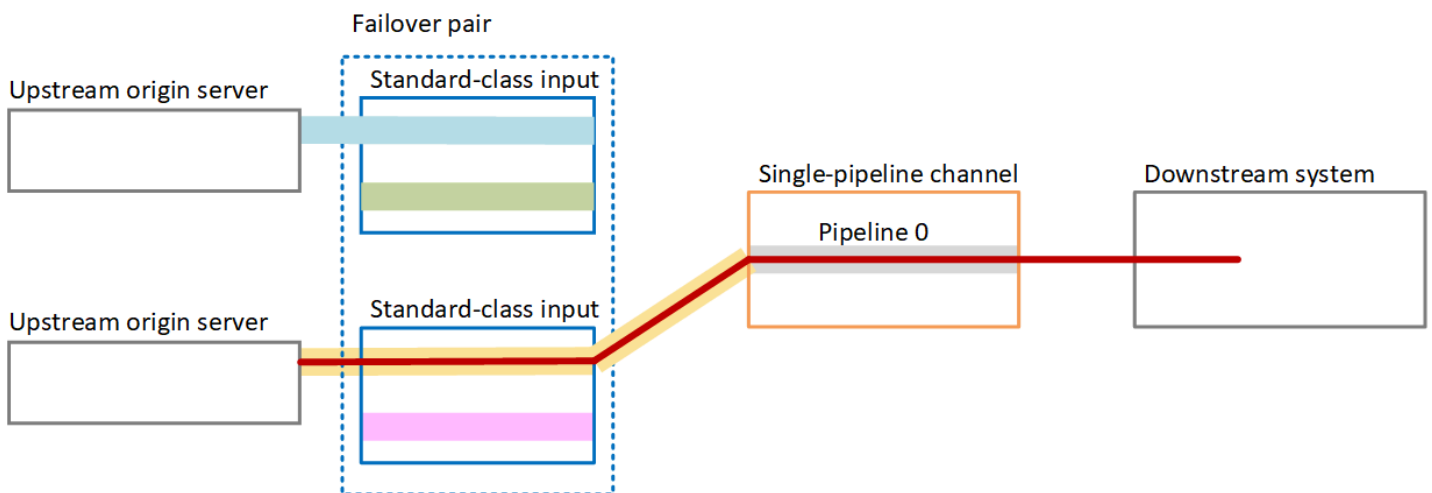 Failover pair
Upstream origin server
Standard-class input
Single-pipeline channel
Downstream system
Pipeline 0
Upstream origin server
Standard-class input